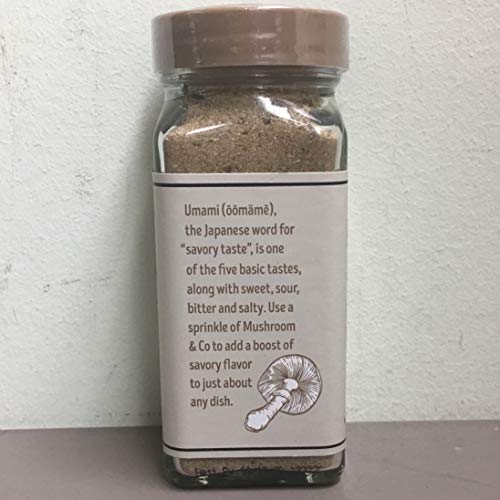 Umami (ōōmämē),
the Japanese word for
“savory taste”, is one
of the five basic tastes,
along with sweet, sour,
bitter and salty. Use a
sprinkle of Mushroom
& Co to add a boost of
savory flavor
to just about
any dish.